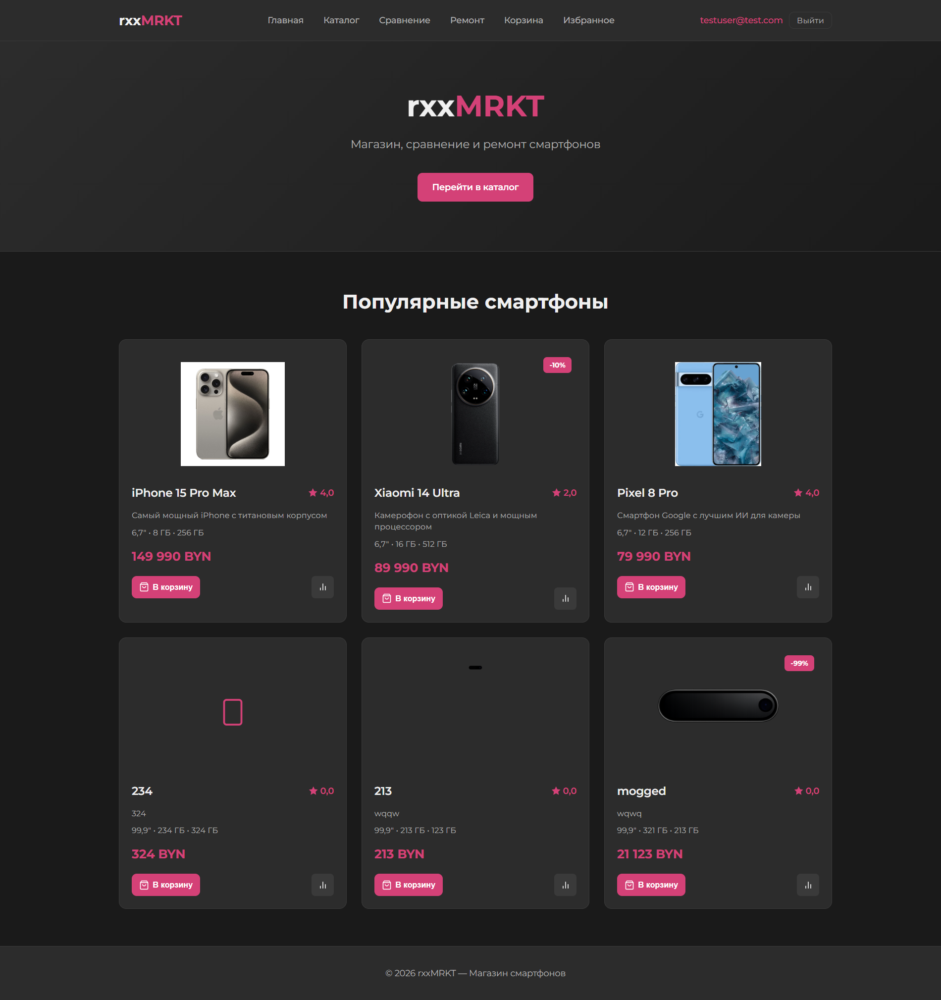 rxxMRKT
Главная Каталог Сравнение Ремонт Корзина Избранное
testuser@test.com Выйти
rxxMRKT
Магазин, сравнение и ремонт смартфонов
Перейти в каталог
Популярные смартфоны
iPhone 15 Pro Max 4,0
Самый мощный iPhone с титановым корпусом
6,7" • 8 ГБ • 256 ГБ
149 990 BYN
В корзину
-10%
LEICA
xiaomi
Xiaomi 14 Ultra 2,0
Камерофон с оптикой Leica и мощным
процессором
6,7" • 16 ГБ • 512 ГБ
89 990 BYN
В корзину
G
Pixel 8 Pro 4,0
Смартфон Google с лучшим ИИ для камеры
6,7" • 12 ГБ • 256 ГБ
79 990 BYN
В корзину
234 0,0
324
99,9" • 234 ГБ • 324 ГБ
324 BYN
В корзину
213 0,0
wqqw
99,9" • 213 ГБ • 123 ГБ
213 BYN
В корзину
-99%
mogged 0,0
wqwq
99,9" • 321 ГБ • 213 ГБ
21 123 BYN
В корзину
© 2026 rxxMRKT — Магазин смартфонов